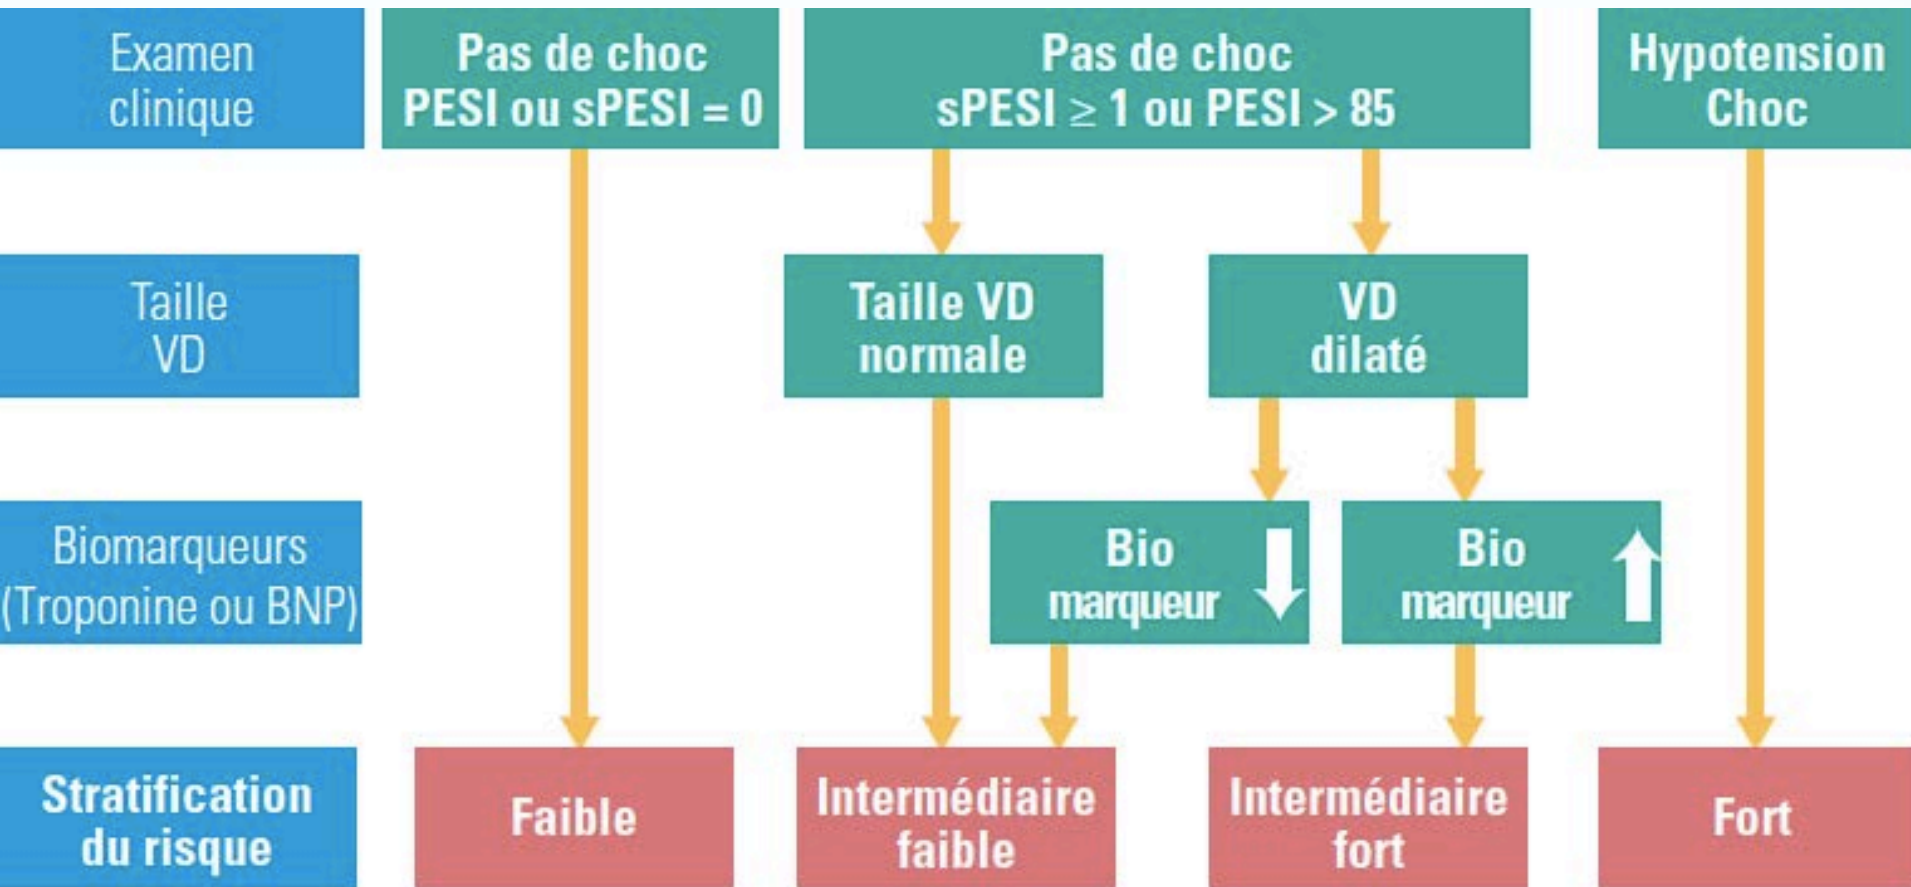 Examen
clinique
Pas de choc
PESI ou sPESI = 0
Pas de choc
sPESI ≥ 1 ou PESI > 85
Hypotension
Choc
Taille
VD
Taille VD
normale
VD
dilaté
Biomarqueurs
(Troponine ou BNP)
Bio
marqueur
Bio
marqueur
Stratification
du risque
Faible
Intermédiaire
faible
Intermédiaire
fort
Fort